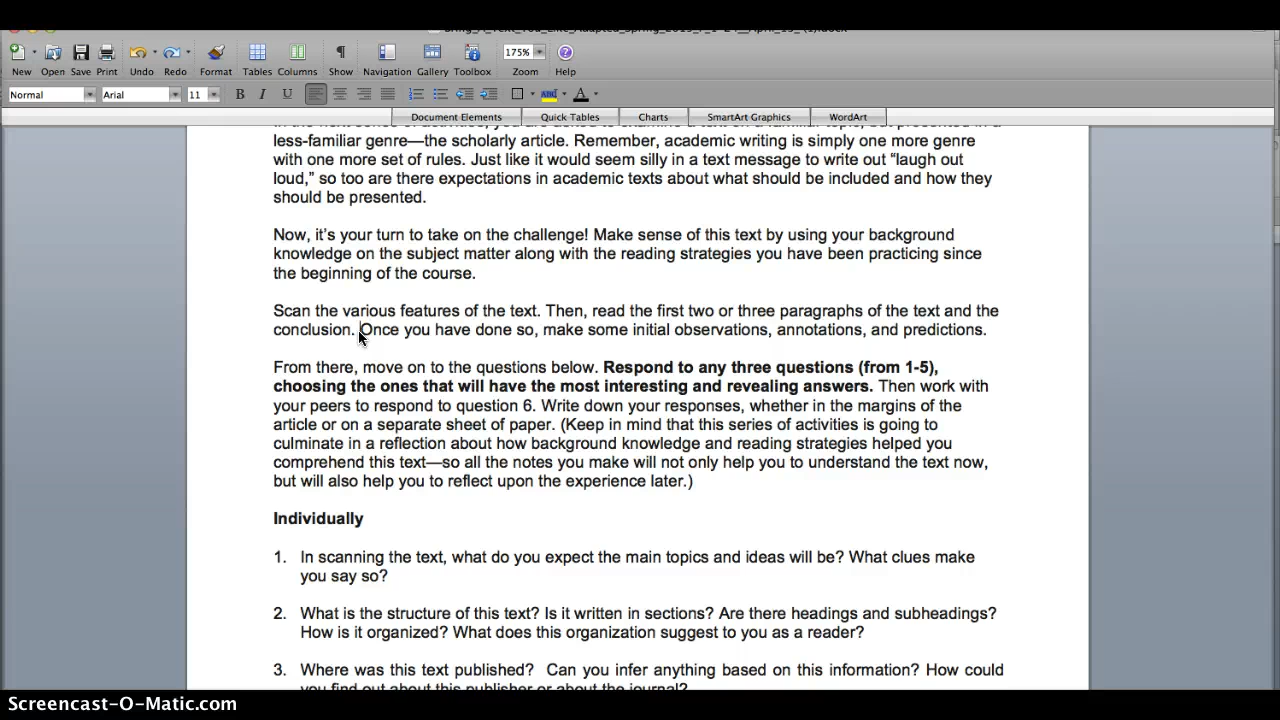 New Open Save Print Undo Redo Format Tables Columns Show Navigation Gallery Toolbox Zoom Help
175%
Normal Arial 11 B I U
Document Elements Quick Tables Charts SmartArt Graphics WordArt
less-familiar genre—the scholarly article. Remember, academic writing is simply one more genre
with one more set of rules. Just like it would seem silly in a text message to write out “laugh out
loud,” so too are there expectations in academic texts about what should be included and how they
should be presented.
Now, it’s your turn to take on the challenge! Make sense of this text by using your background
knowledge on the subject matter along with the reading strategies you have been practicing since
the beginning of the course.
Scan the various features of the text. Then, read the first two or three paragraphs of the text and the
conclusion. Once you have done so, make some initial observations, annotations, and predictions.
From there, move on to the questions below. Respond to any three questions (from 1-5),
choosing the ones that will have the most interesting and revealing answers. Then work with
your peers to respond to question 6. Write down your responses, whether in the margins of the
article or on a separate sheet of paper. (Keep in mind that this series of activities is going to
culminate in a reflection about how background knowledge and reading strategies helped you
comprehend this text—so all the notes you make will not only help you to understand the text now,
but will also help you to reflect upon the experience later.)
Individually
1. In scanning the text, what do you expect the main topics and ideas will be? What clues make
you say so?
2. What is the structure of this text? Is it written in sections? Are there headings and subheadings?
How is it organized? What does this organization suggest to you as a reader?
3. Where was this text published? Can you infer anything based on this information? How could
you find out about this publisher or about the journal?
Screencast-O-Matic.com